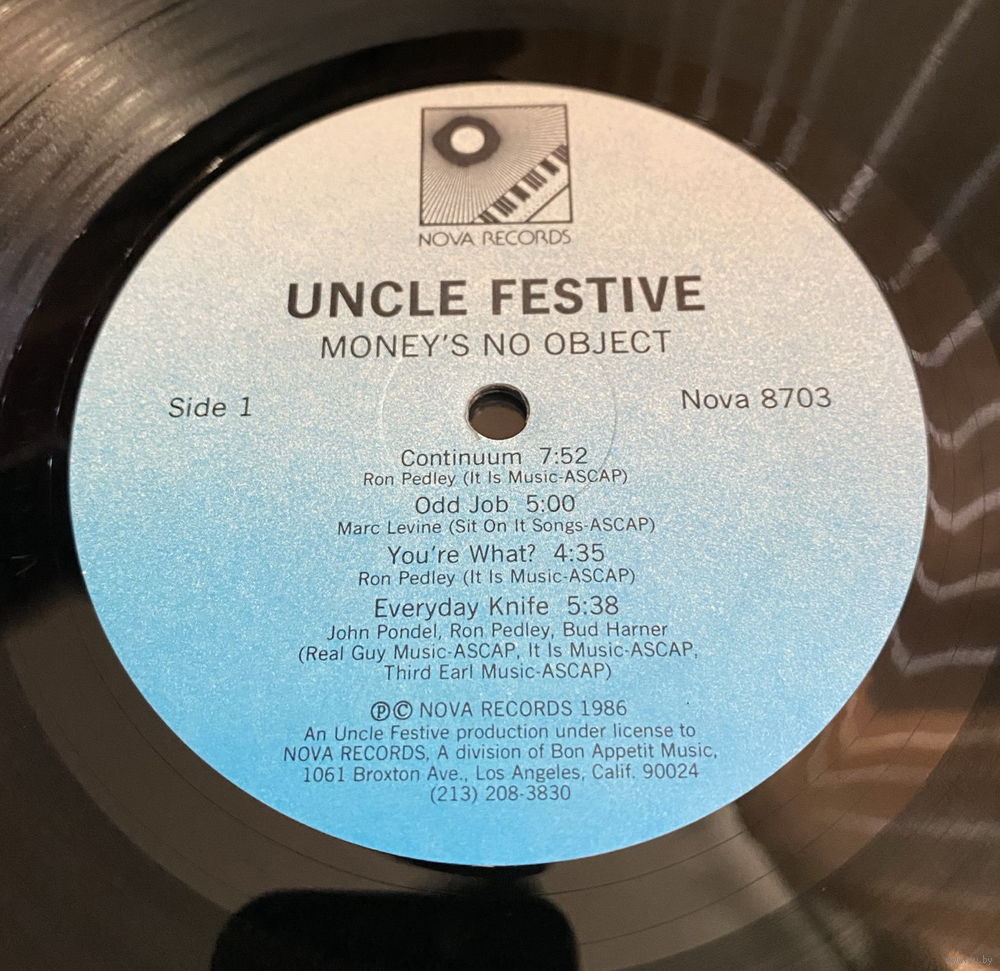 NOVA RECORDS
UNCLE FESTIVE
MONEY'S NO OBJECT
Side 1
Nova 8703
Continuum 7:52
Ron Pedley (It Is Music-ASCAP)
Odd Job 5:00
Marc Levine (Sit On It Songs-ASCAP)
You're What? 4:35
Ron Pedley (It Is Music-ASCAP)
Everyday Knife 5:38
John Pondel, Ron Pedley, Bud Harner
(Real Guy Music-ASCAP, It Is Music-ASCAP,
Third Earl Music-ASCAP)
℗© NOVA RECORDS 1986
An Uncle Festive production under license to
NOVA RECORDS, A division of Bon Appetit Music,
1061 Broxton Ave., Los Angeles, Calif. 90024
(213) 208-3830